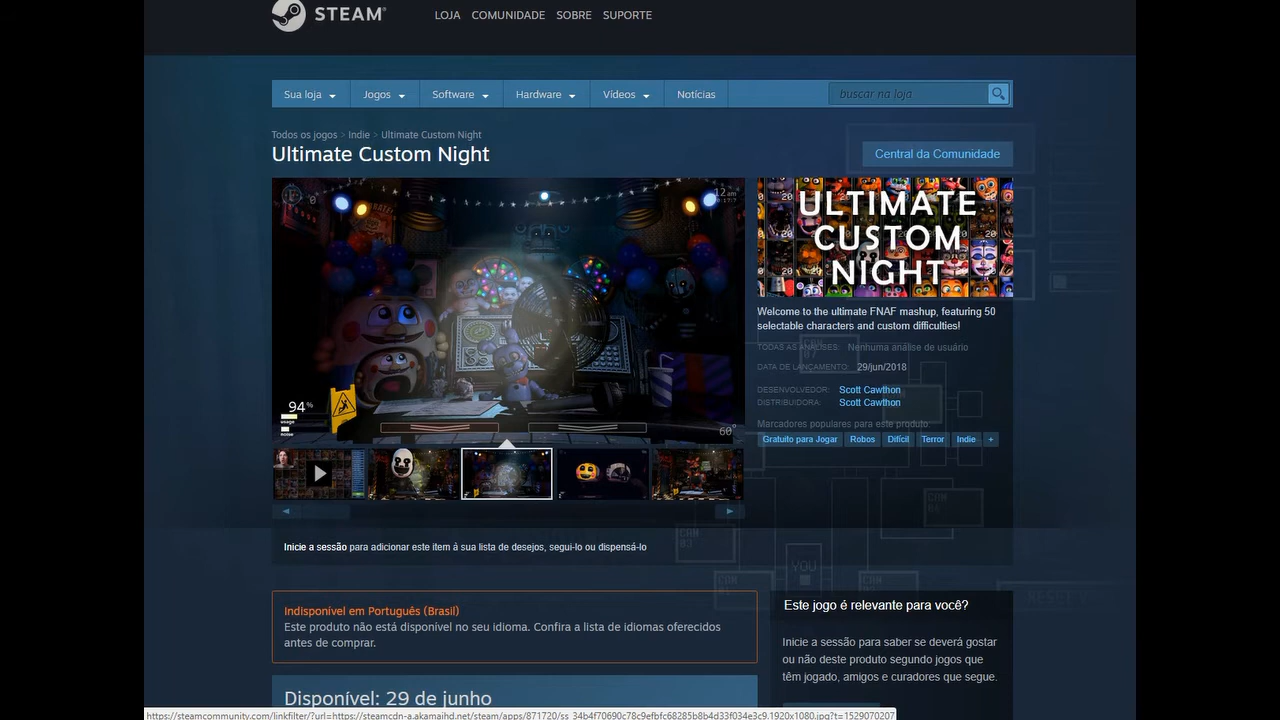 STEAM®
LOJA COMUNIDADE SOBRE SUPORTE
Sua loja Jogos Software Hardware Vídeos Notícias buscar na loja
Todos os jogos > Indie > Ultimate Custom Night
Ultimate Custom Night
Central da Comunidade
0
12am
94%
usage
noise
60°
ULTIMATE
CUSTOM
NIGHT
Welcome to the ultimate FNAF mashup, featuring 50
selectable characters and custom difficulties!
TODAS AS ANÁLISES: Nenhuma análise de usuário
DATA DE LANÇAMENTO: 29/jun/2018
DESENVOLVEDOR: Scott Cawthon
DISTRIBUIDORA: Scott Cawthon
Marcadores populares para este produto:
Gratuito para Jogar Robôs Difícil Terror Indie +
Inicie a sessão para adicionar este item à sua lista de desejos, segui-lo ou dispensá-lo
YOU
Indisponível em Português (Brasil)
Este produto não está disponível no seu idioma. Confira a lista de idiomas oferecidos
antes de comprar.
Este jogo é relevante para você?
Inicie a sessão para saber se deverá gostar
ou não deste produto segundo jogos que
têm jogado, amigos e curadores que segue.
Disponível: 29 de junho
https://steamcommunity.com/linkfilter/?url=https://steamcdn-a.akamaihd.net/steam/apps/871720/ss_34b4f70690c78c9efbfc68285b8b4d33f034e3c9.1920x1080.jpg?t=1529070207